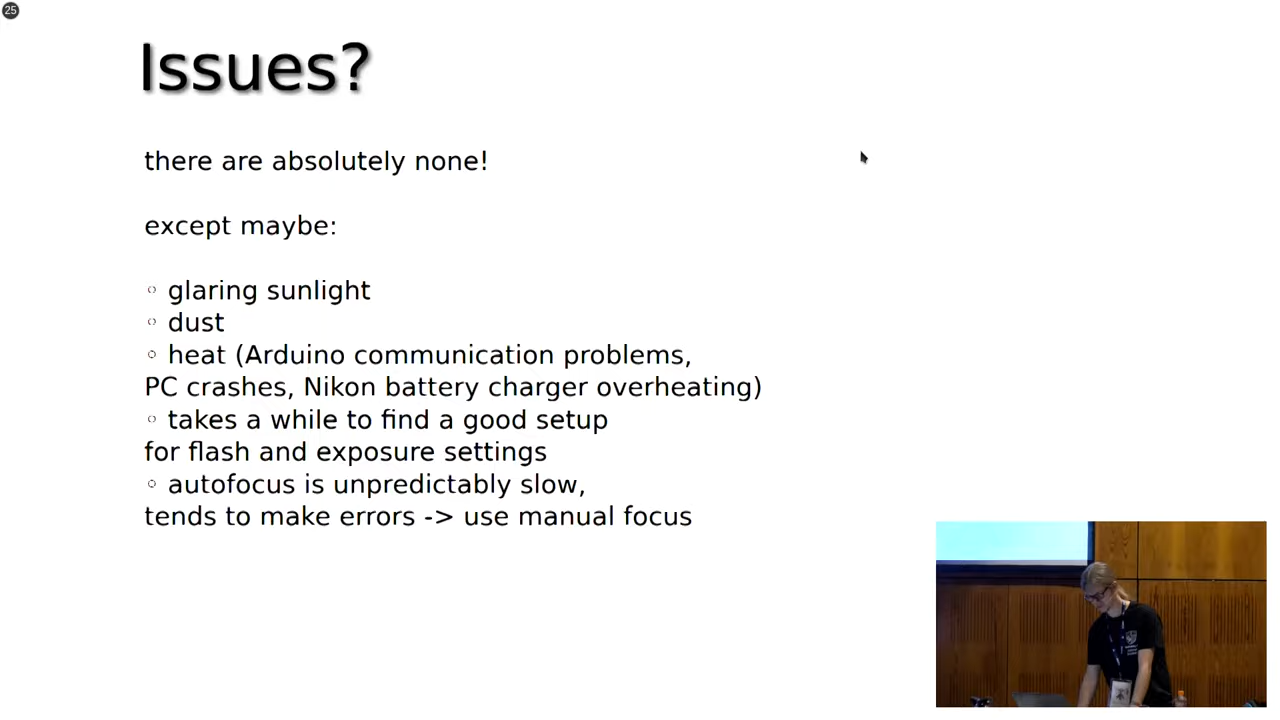 25
Issues?
there are absolutely none!
except maybe:
◦ glaring sunlight
◦ dust
◦ heat (Arduino communication problems,
PC crashes, Nikon battery charger overheating)
◦ takes a while to find a good setup
for flash and exposure settings
◦ autofocus is unpredictably slow,
tends to make errors -> use manual focus